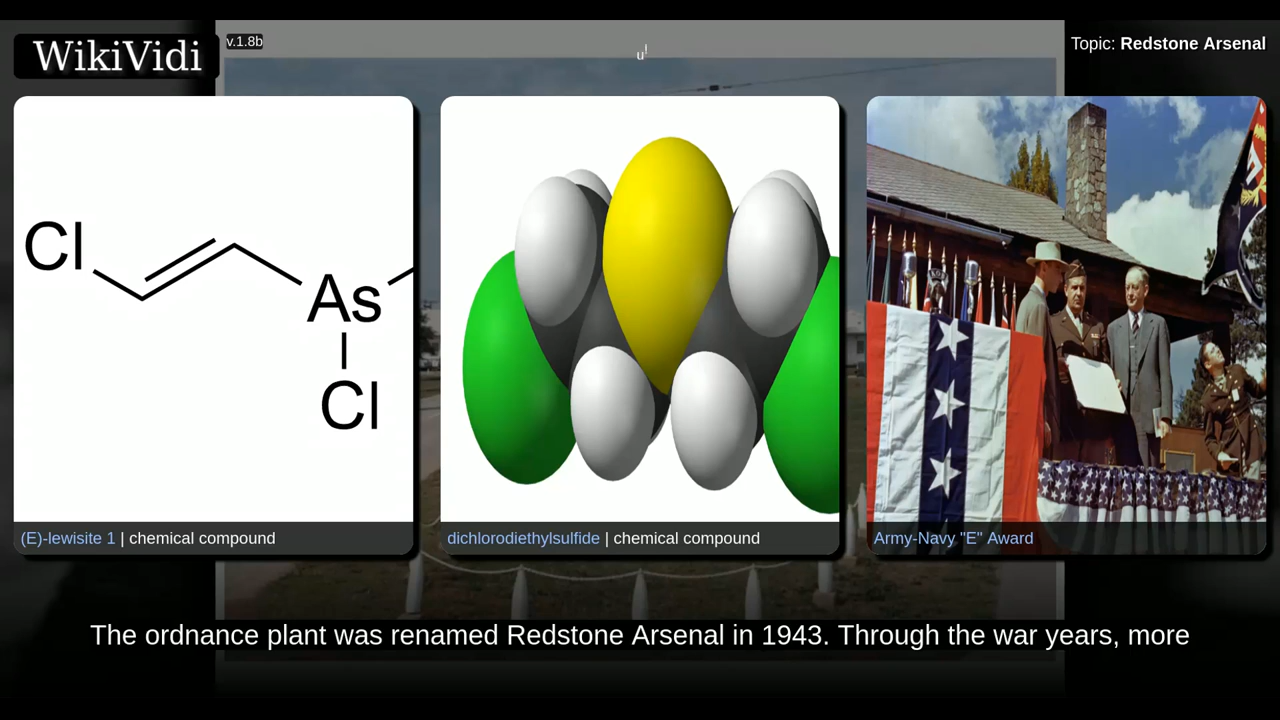 WikiVidi
v.1.8b
Topic: Redstone Arsenal
Cl
As
Cl
(E)-lewisite 1 | chemical compound
dichlorodiethylsulfide | chemical compound
Army-Navy "E" Award
The ordnance plant was renamed Redstone Arsenal in 1943. Through the war years, more